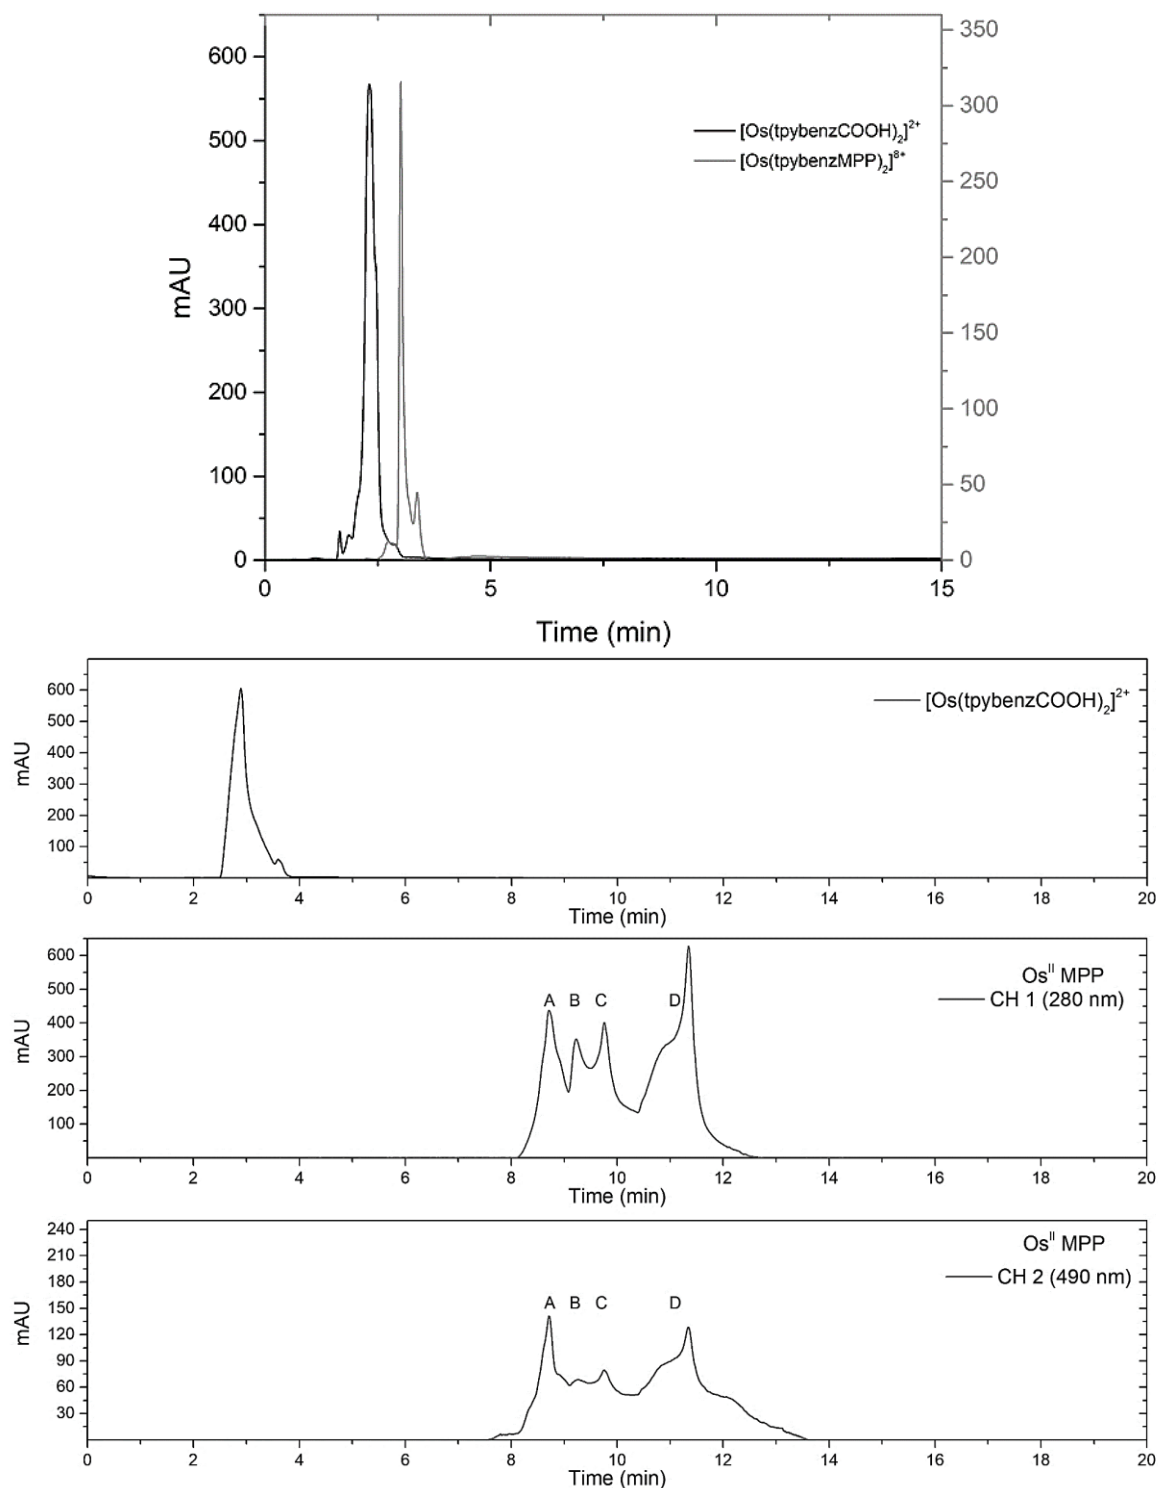 600
500
400
300
200
100
0
mAU
350
300
250
200
150
100
50
0
[Os(tpybenzCOOH)₂]²⁺
[Os(tpybenzMPP)₂]⁸⁺
0 5 10 15
Time (min)
600
500
400
300
200
100
mAU
[Os(tpybenzCOOH)₂]²⁺
0 2 4 6 8 10 12 14 16 18 20
Time (min)
600
500
400
300
200
100
mAU
A B C D
Osᴵᴵ MPP
CH 1 (280 nm)
0 2 4 6 8 10 12 14 16 18 20
Time (min)
240
210
180
150
120
90
60
30
mAU
A B C D
Osᴵᴵ MPP
CH 2 (490 nm)
0 2 4 6 8 10 12 14 16 18 20
Time (min)